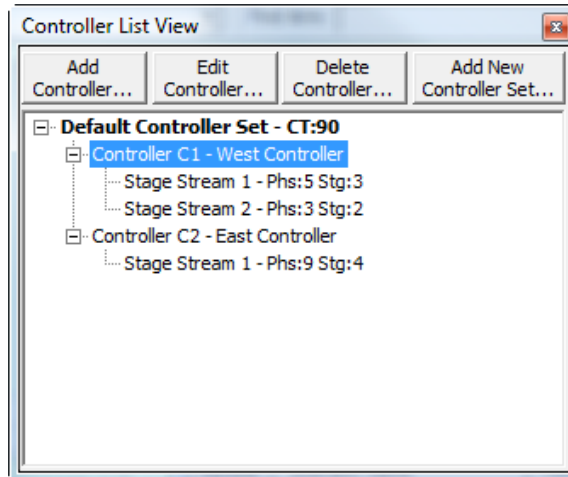 Controller List View
Add
Controller...
Edit
Controller...
Delete
Controller...
Add New
Controller Set...
Default Controller Set - CT:90
Controller C1 - West Controller
Stage Stream 1 - Phs:5 Stg:3
Stage Stream 2 - Phs:3 Stg:2
Controller C2 - East Controller
Stage Stream 1 - Phs:9 Stg:4